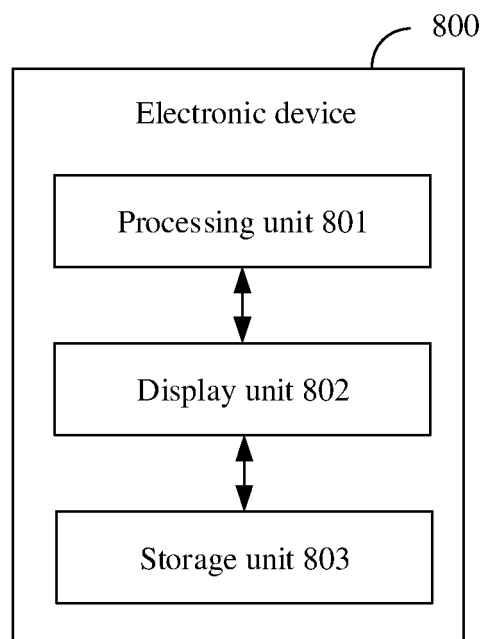 800
Electronic device
Processing unit 801
Display unit 802
Storage unit 803